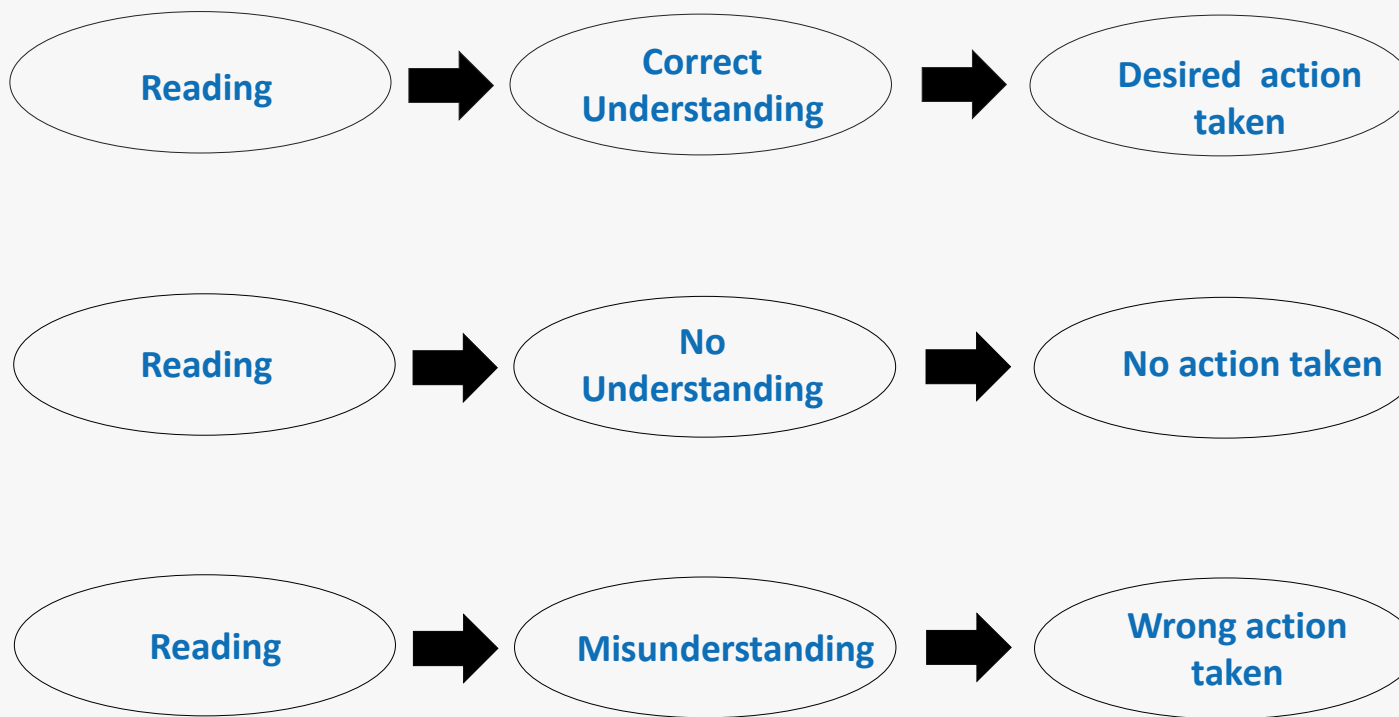 Reading
Correct
Understanding
Desired action
taken
Reading
No
Understanding
No action taken
Reading
Misunderstanding
Wrong action
taken